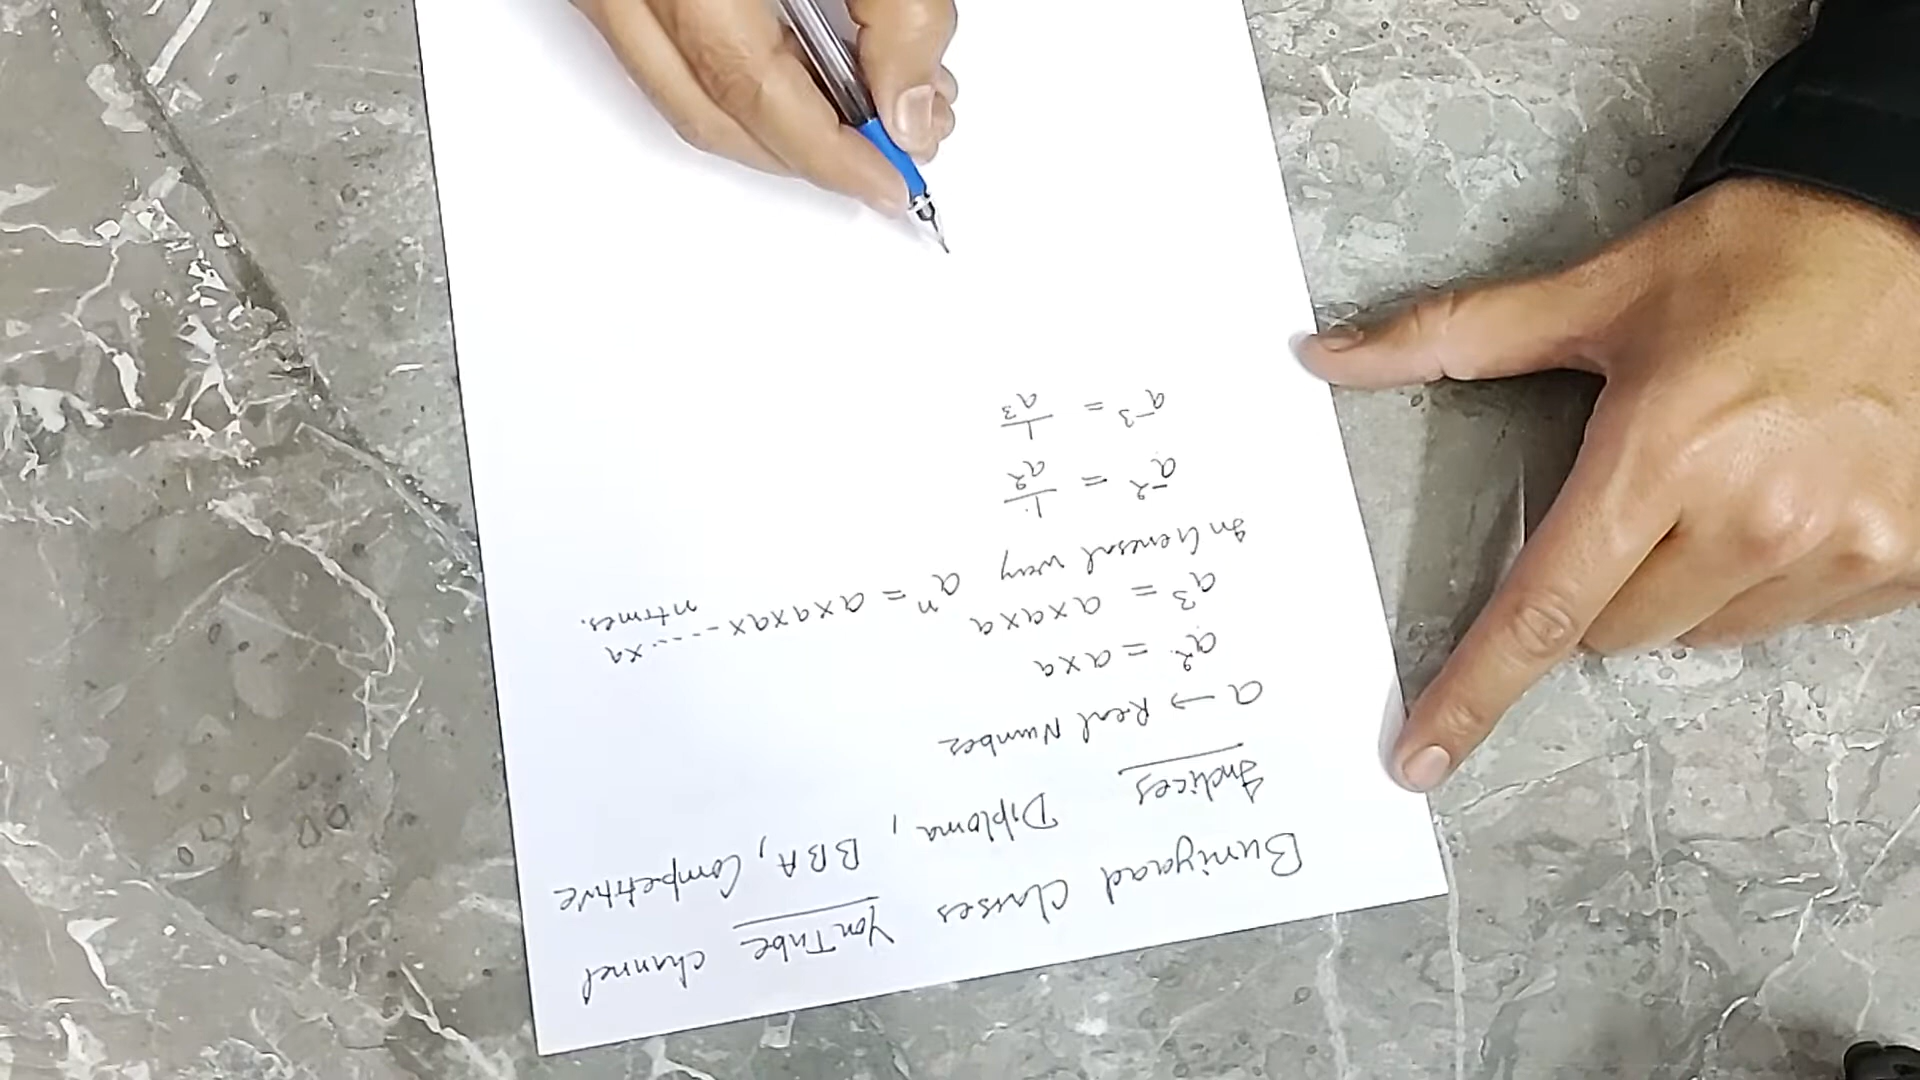 Buniyaad Classes YouTube channel
Indices Diploma, BBA, Competitive
a → Real Number
a² = a×a
a³ = a×a×a
In General way aⁿ = a×a×a×-----×a
n times.
a⁻² = 1/a²
a⁻³ = 1/a³